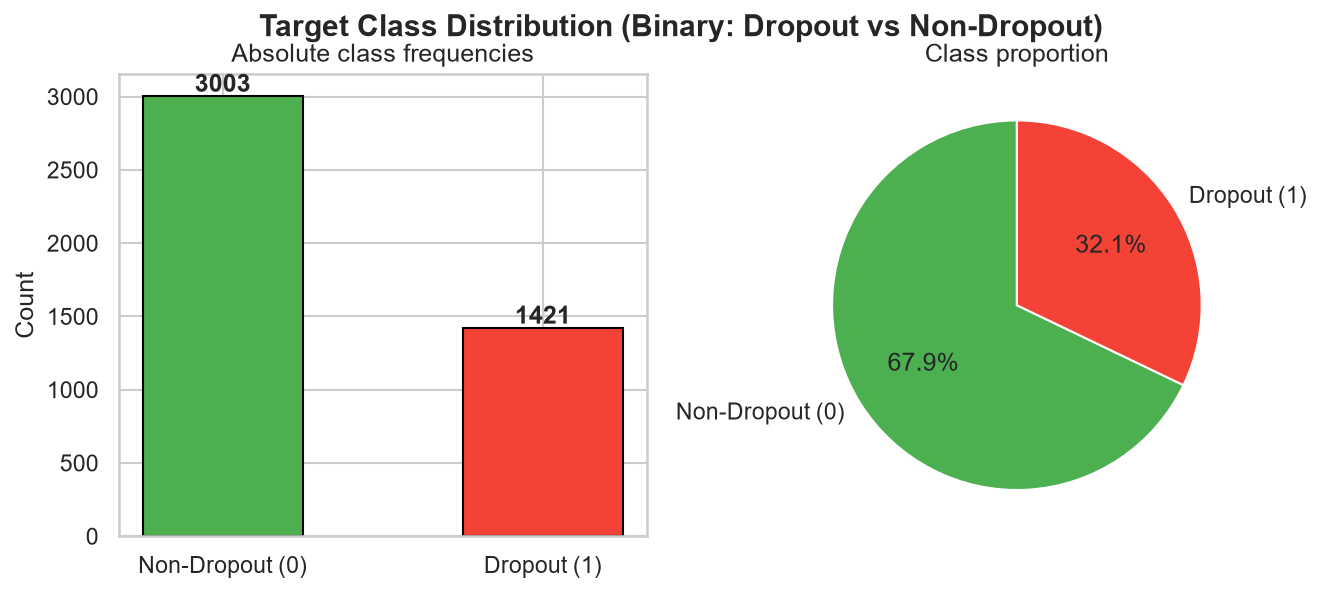 Target Class Distribution (Binary: Dropout vs Non-Dropout)
Absolute class frequencies
3003
1421
3000
2500
2000
1500
1000
500
0
Count
Non-Dropout (0)
Dropout (1)
Class proportion
Dropout (1)
32.1%
67.9%
Non-Dropout (0)